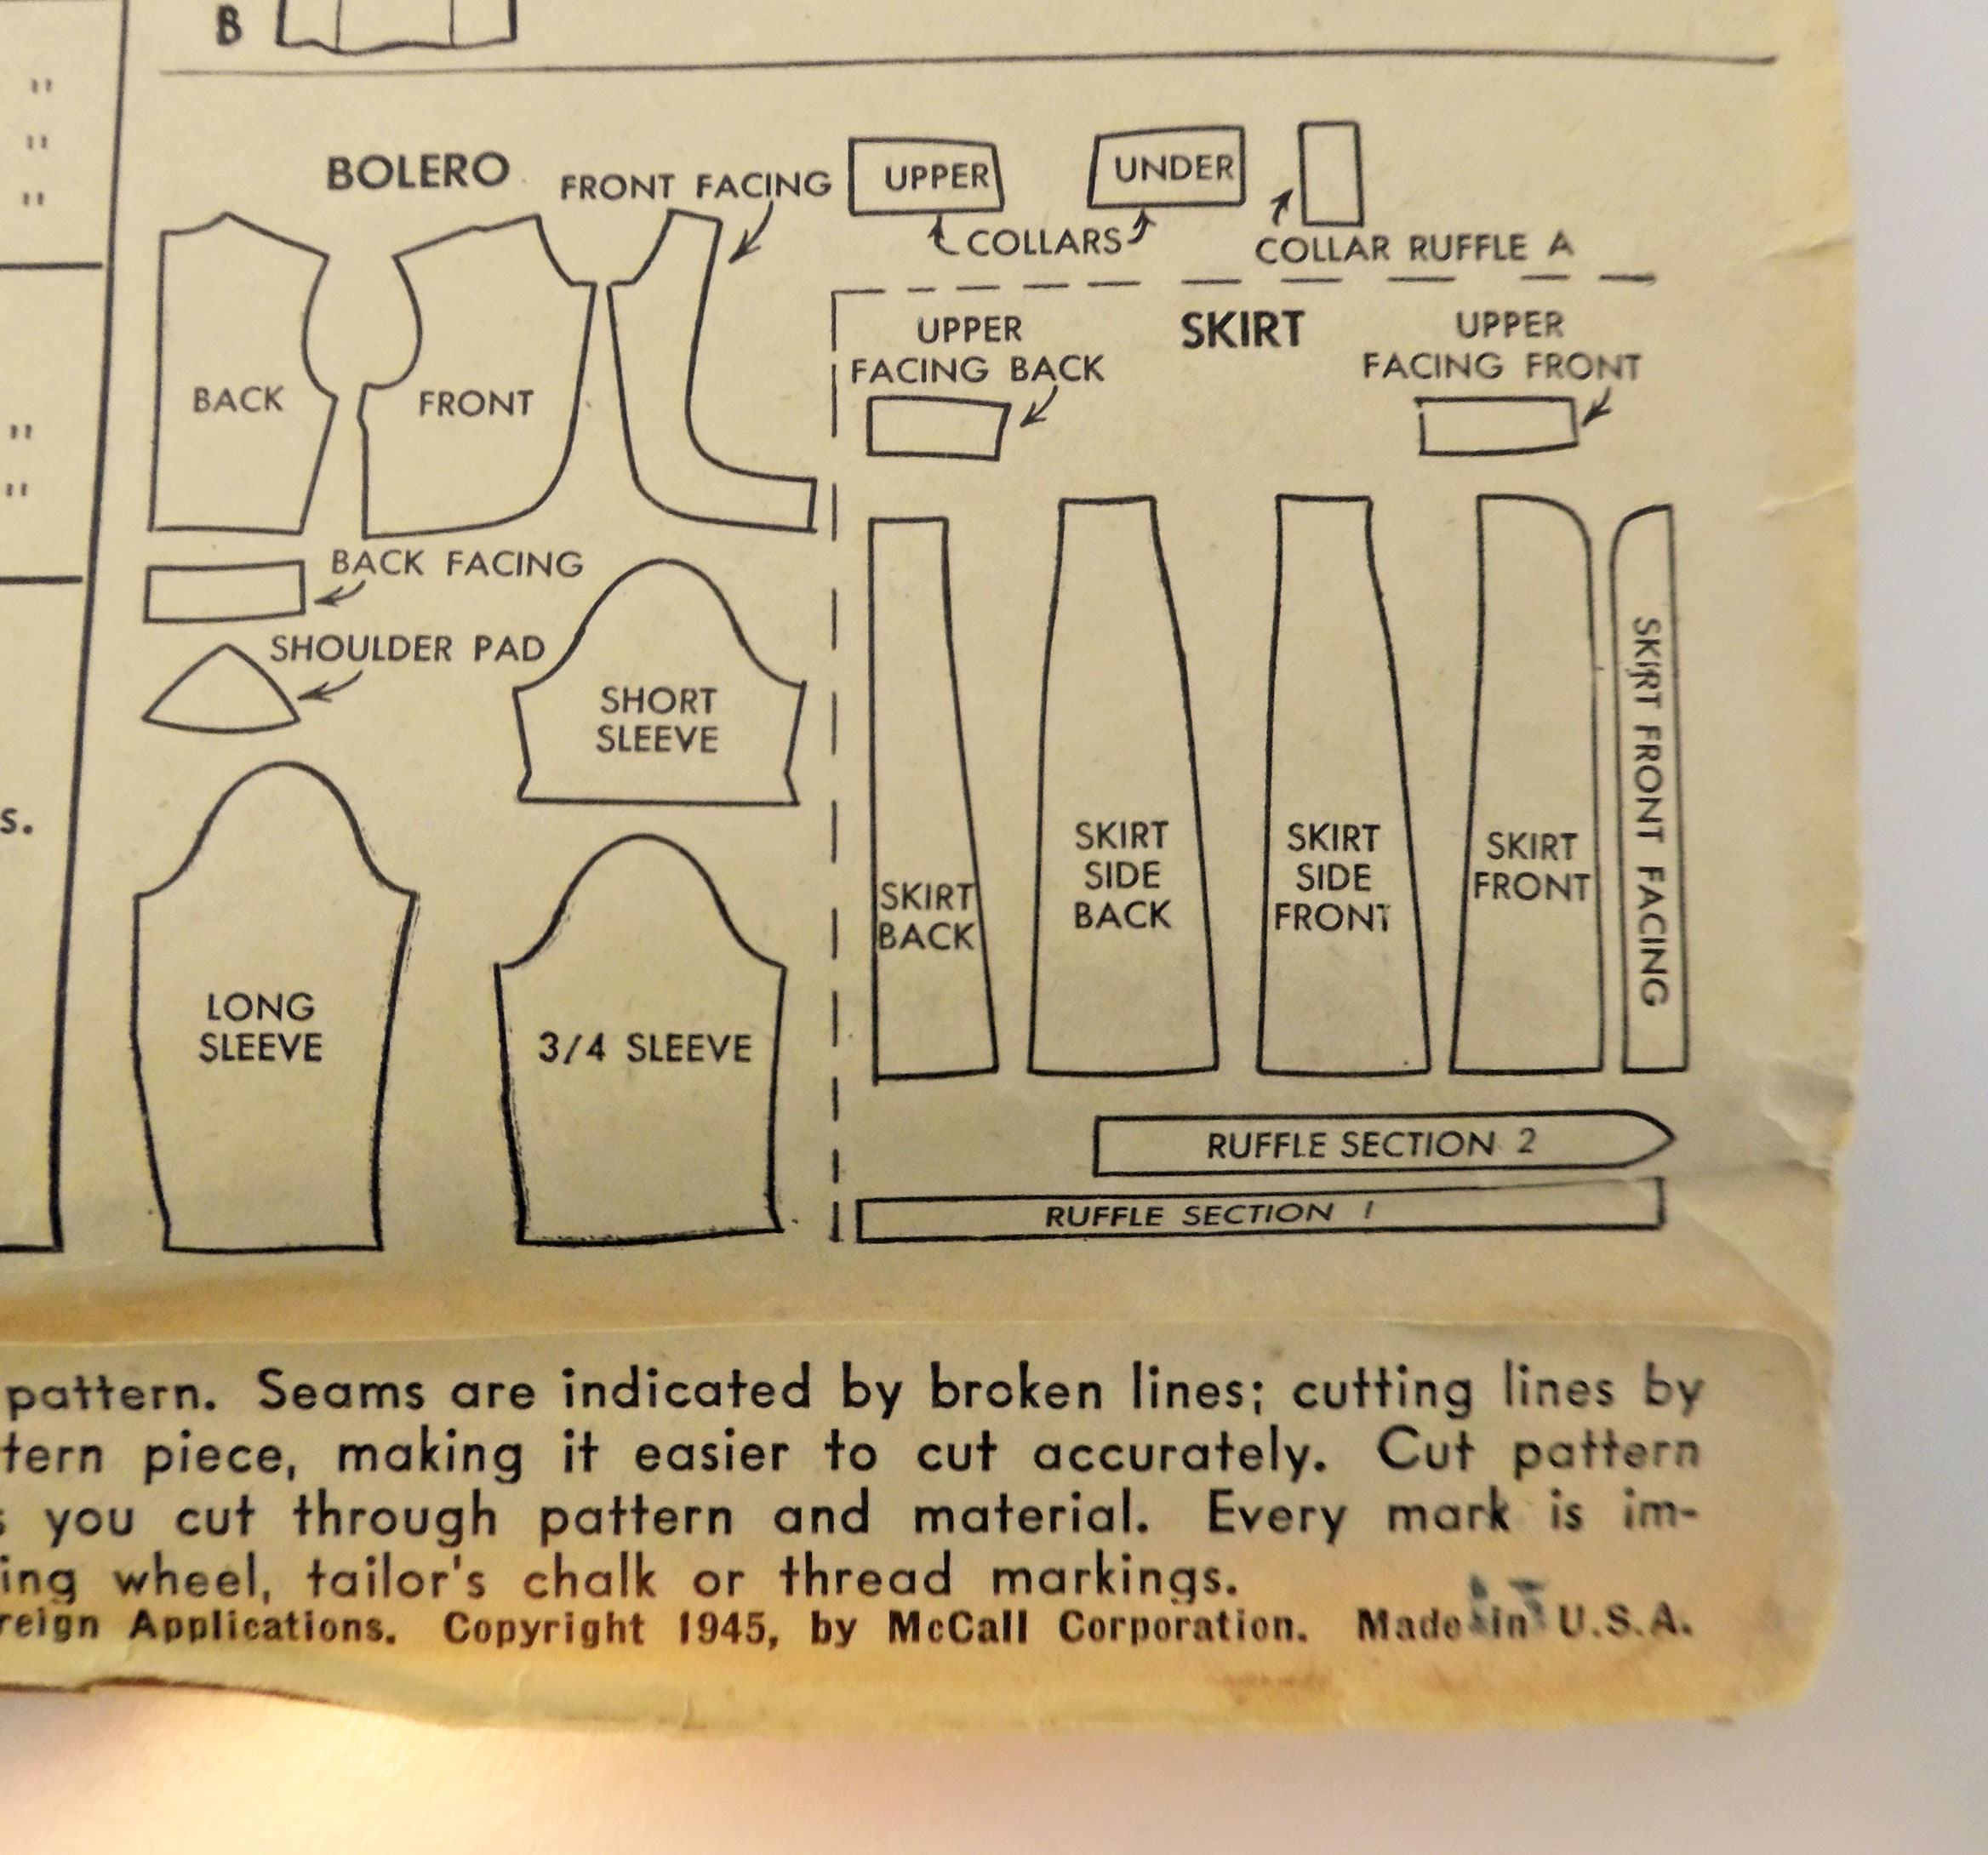 B
"
"
"
"
"
s.
BOLERO
FRONT FACING
UPPER
UNDER
COLLARS
COLLAR RUFFLE A
BACK
FRONT
BACK FACING
SHOULDER PAD
SHORT
SLEEVE
LONG
SLEEVE
3/4 SLEEVE
SKIRT
UPPER
FACING BACK
UPPER
FACING FRONT
SKIRT
BACK
SKIRT
SIDE
BACK
SKIRT
SIDE
FRONT
SKIRT
FRONT
SKIRT FRONT FACING
RUFFLE SECTION 2
RUFFLE SECTION 1
pattern. Seams are indicated by broken lines; cutting lines by
tern piece, making it easier to cut accurately. Cut pattern
s you cut through pattern and material. Every mark is im-
ing wheel, tailor's chalk or thread markings.
reign Applications. Copyright 1945, by McCall Corporation. Made in U.S.A.